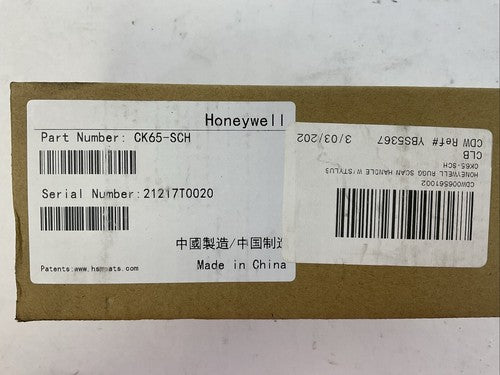 Honeywell
Part Number: CK65-SCH
Serial Number:21217T0020
中國製造/中国制造
Made in China
Patents:www.hsmpats.com
CDW Ref# YBS5367 3/03/202
CLB
CK65-SCH
HONEYWELL RUGG SCAN HANDLE W/STYLUS
CDW006561002